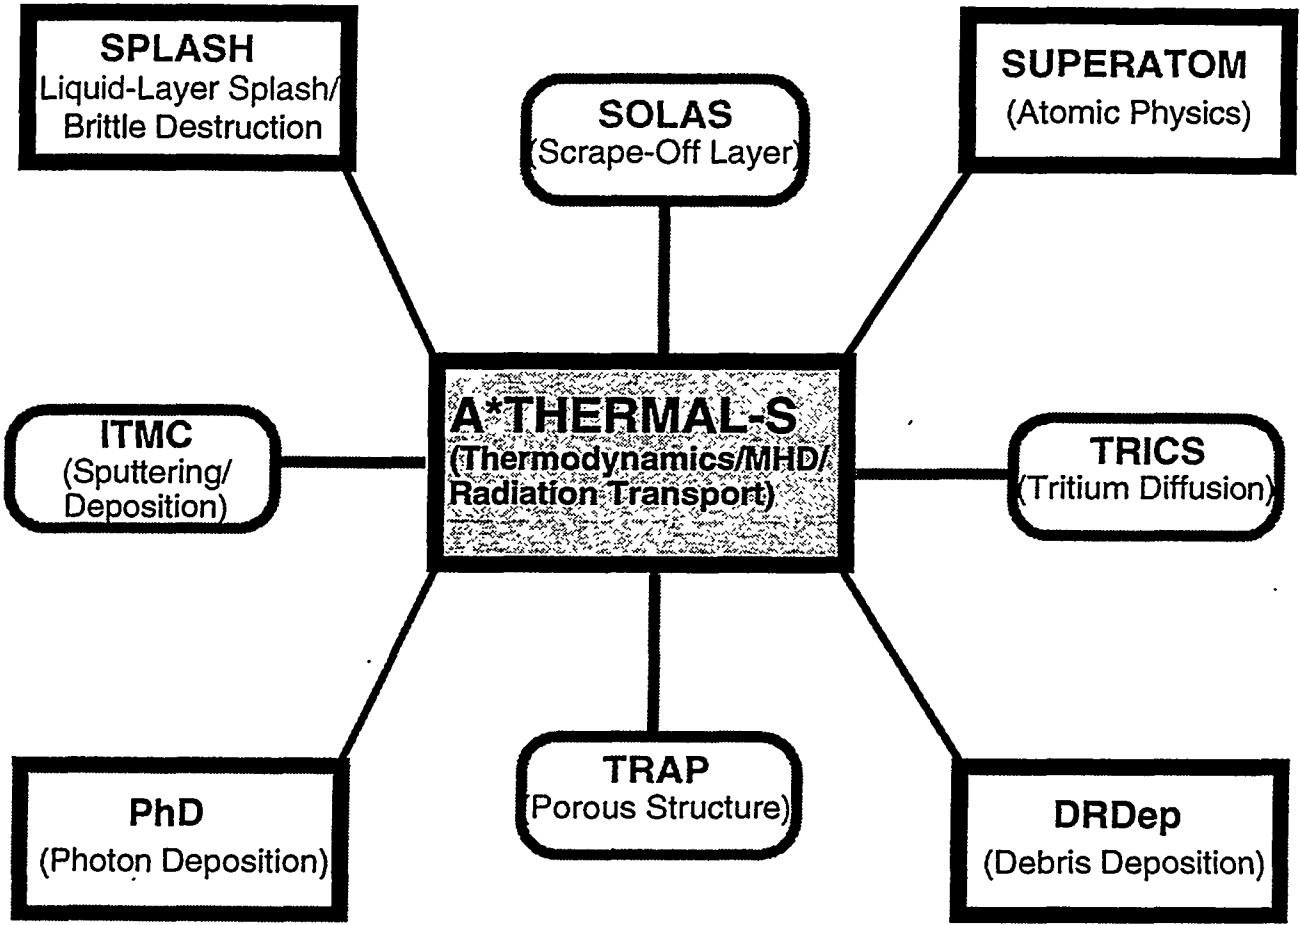 SPLASH
Liquid-Layer Splash/
Brittle Destruction
SOLAS
(Scrape-Off Layer)
SUPERATOM
(Atomic Physics)
ITMC
(Sputtering/
Deposition)
A*THERMAL-S
(Thermodynamics/MHD/
Radiation Transport)
TRICS
(Tritium Diffusion)
PhD
(Photon Deposition)
TRAP
(Porous Structure)
DRDep
(Debris Deposition)